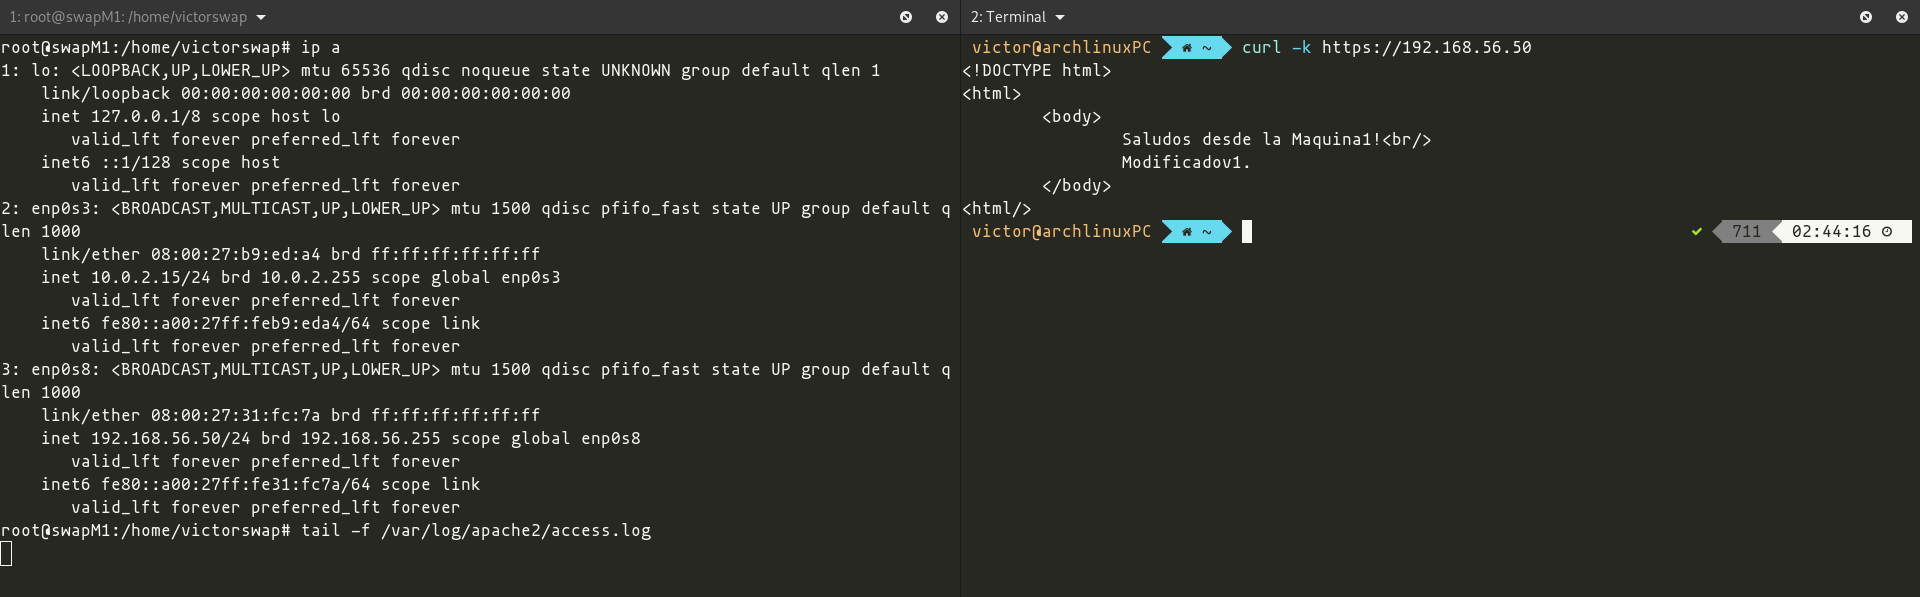 1: root@swapM1: /home/victorswap
root@swapM1:/home/victorswap# ip a
1: lo: <LOOPBACK,UP,LOWER_UP> mtu 65536 qdisc noqueue state UNKNOWN group default qlen 1
    link/loopback 00:00:00:00:00:00 brd 00:00:00:00:00:00
    inet 127.0.0.1/8 scope host lo
       valid_lft forever preferred_lft forever
    inet6 ::1/128 scope host
       valid_lft forever preferred_lft forever
2: enp0s3: <BROADCAST,MULTICAST,UP,LOWER_UP> mtu 1500 qdisc pfifo_fast state UP group default q
len 1000
    link/ether 08:00:27:b9:ed:a4 brd ff:ff:ff:ff:ff:ff
    inet 10.0.2.15/24 brd 10.0.2.255 scope global enp0s3
       valid_lft forever preferred_lft forever
    inet6 fe80::a00:27ff:feb9:eda4/64 scope link
       valid_lft forever preferred_lft forever
3: enp0s8: <BROADCAST,MULTICAST,UP,LOWER_UP> mtu 1500 qdisc pfifo_fast state UP group default q
len 1000
    link/ether 08:00:27:31:fc:7a brd ff:ff:ff:ff:ff:ff
    inet 192.168.56.50/24 brd 192.168.56.255 scope global enp0s8
       valid_lft forever preferred_lft forever
    inet6 fe80::a00:27ff:fe31:fc7a/64 scope link
       valid_lft forever preferred_lft forever
root@swapM1:/home/victorswap# tail -f /var/log/apache2/access.log
2: Terminal
victor@archlinuxPC ~ curl -k https://192.168.56.50
<!DOCTYPE html>
<html>
        <body>
                Saludos desde la Maquina1!<br/>
                Modificadov1.
        </body>
<html/>
victor@archlinuxPC ~ 711 02:44:16